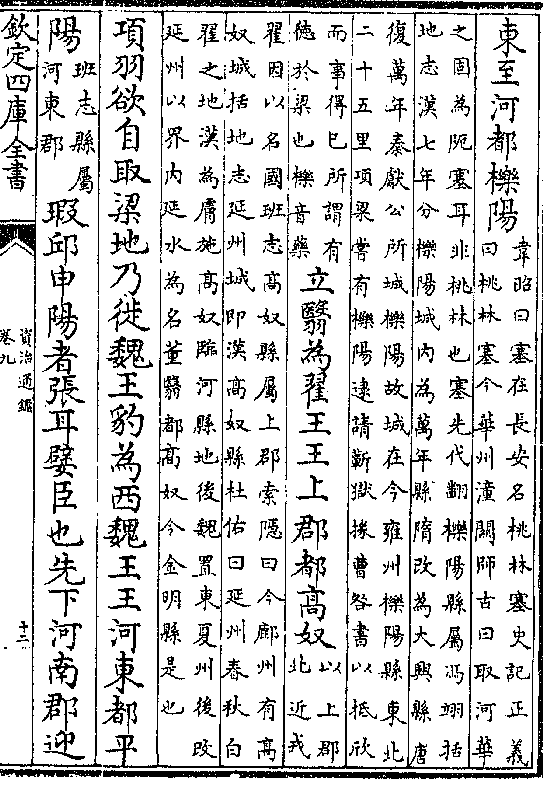 東至河都櫟陽
韋昭曰塞在長安名桃林塞史記正義
曰桃林塞今華州潼關師古曰取河華
之固為阨塞耳非桃林也塞先代翻櫟陽縣屬馮翊括
地志漢七年分櫟陽城內為萬年縣隋改為大興縣唐
復萬年秦獻公所城櫟陽故城在今雍州櫟陽縣東北
二十五里項梁嘗有櫟陽逮請蘄獄掾曹咎書以抵欣
而事得已所謂有
德於梁也櫟音藥
立翳為翟王王上郡都高奴
以上郡
北近戎
翟因以名國班志高奴縣屬上郡索隱曰今鄜州有高
奴城括地志延州城即漢高奴縣杜佑曰延州春秋白
翟之地漢為膚施高奴臨河縣地後魏置東夏州後改
延州以界內延水為名董翳郡高奴今金明縣是也
項羽欲自取梁地乃徙魏王豹為西魏王王河東都平
陽
班志縣屬
河東郡
瑕邱申陽者張耳嬖臣也先下河南郡迎
欽定四庫全書
資治通鑑
卷九
十三